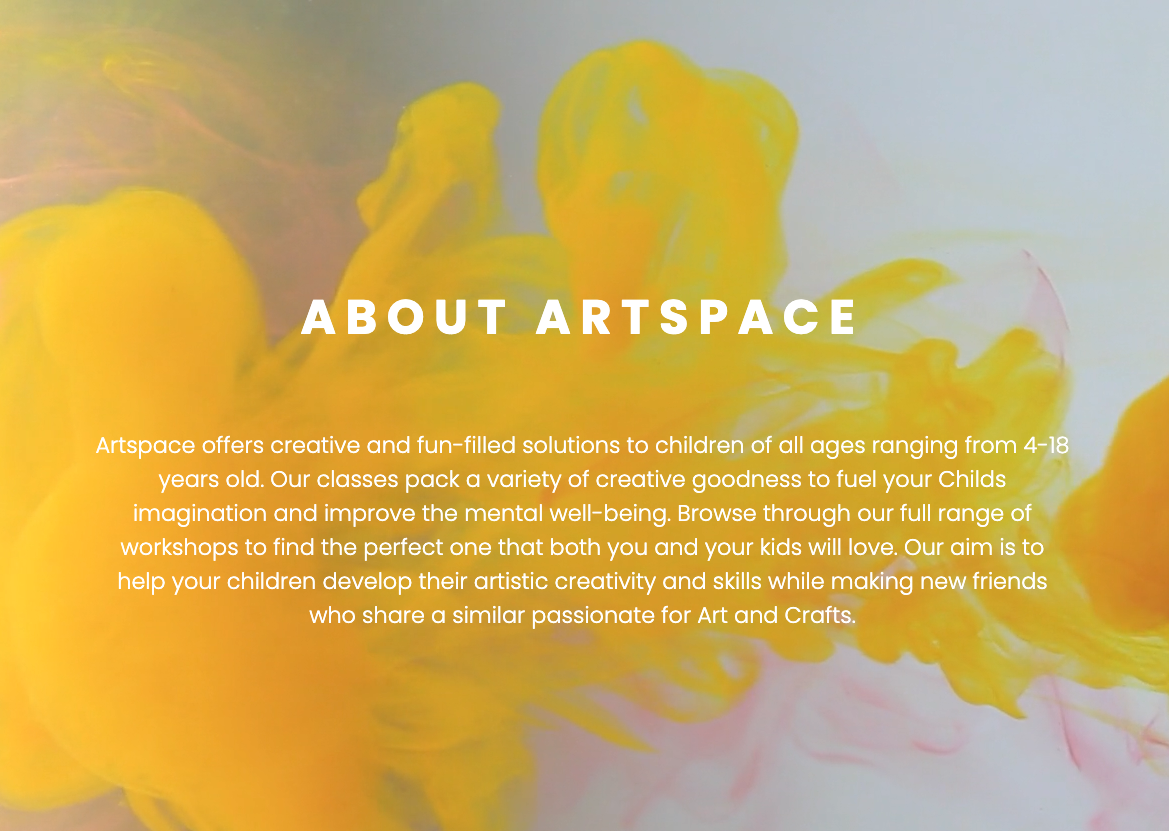 ABOUT ARTSPACE
Artspace offers creative and fun-filled solutions to children of all ages ranging from 4-18
years old. Our classes pack a variety of creative goodness to fuel your Childs
imagination and improve the mental well-being. Browse through our full range of
workshops to find the perfect one that both you and your kids will love. Our aim is to
help your children develop their artistic creativity and skills while making new friends
who share a similar passionate for Art and Crafts.